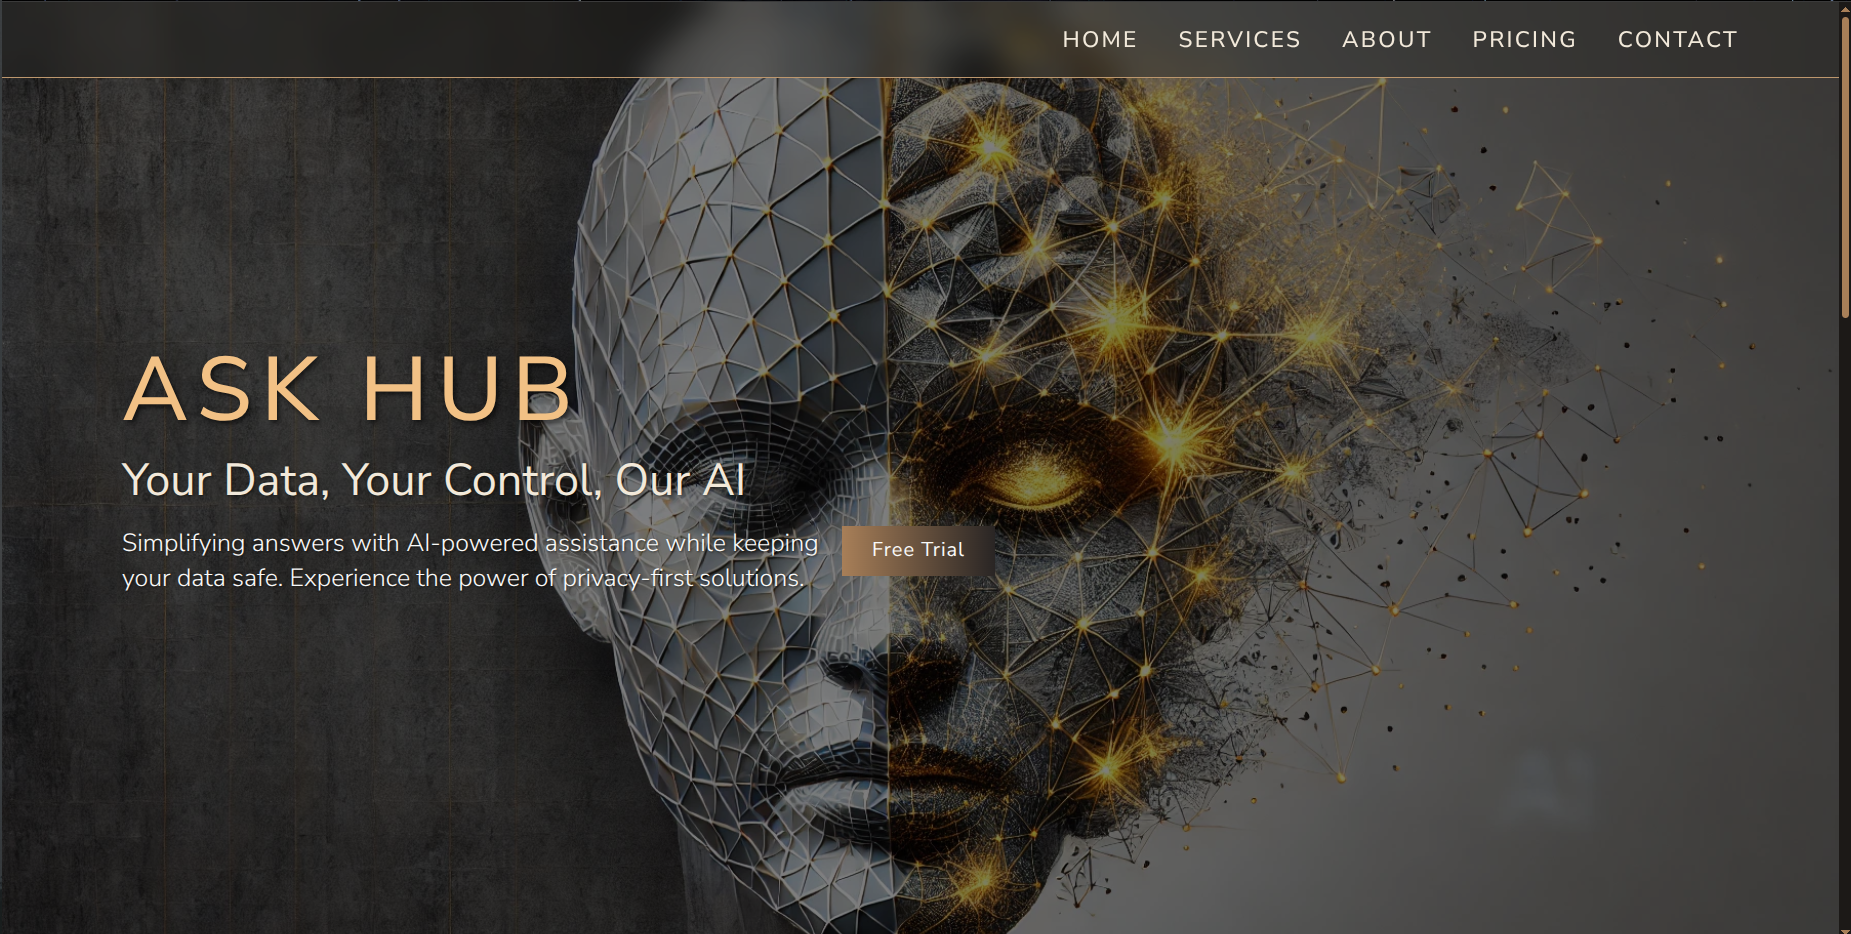 HOME SERVICES ABOUT PRICING CONTACT
ASK HUB
Your Data, Your Control, Our AI
Simplifying answers with AI-powered assistance while keeping
your data safe. Experience the power of privacy-first solutions.
Free Trial